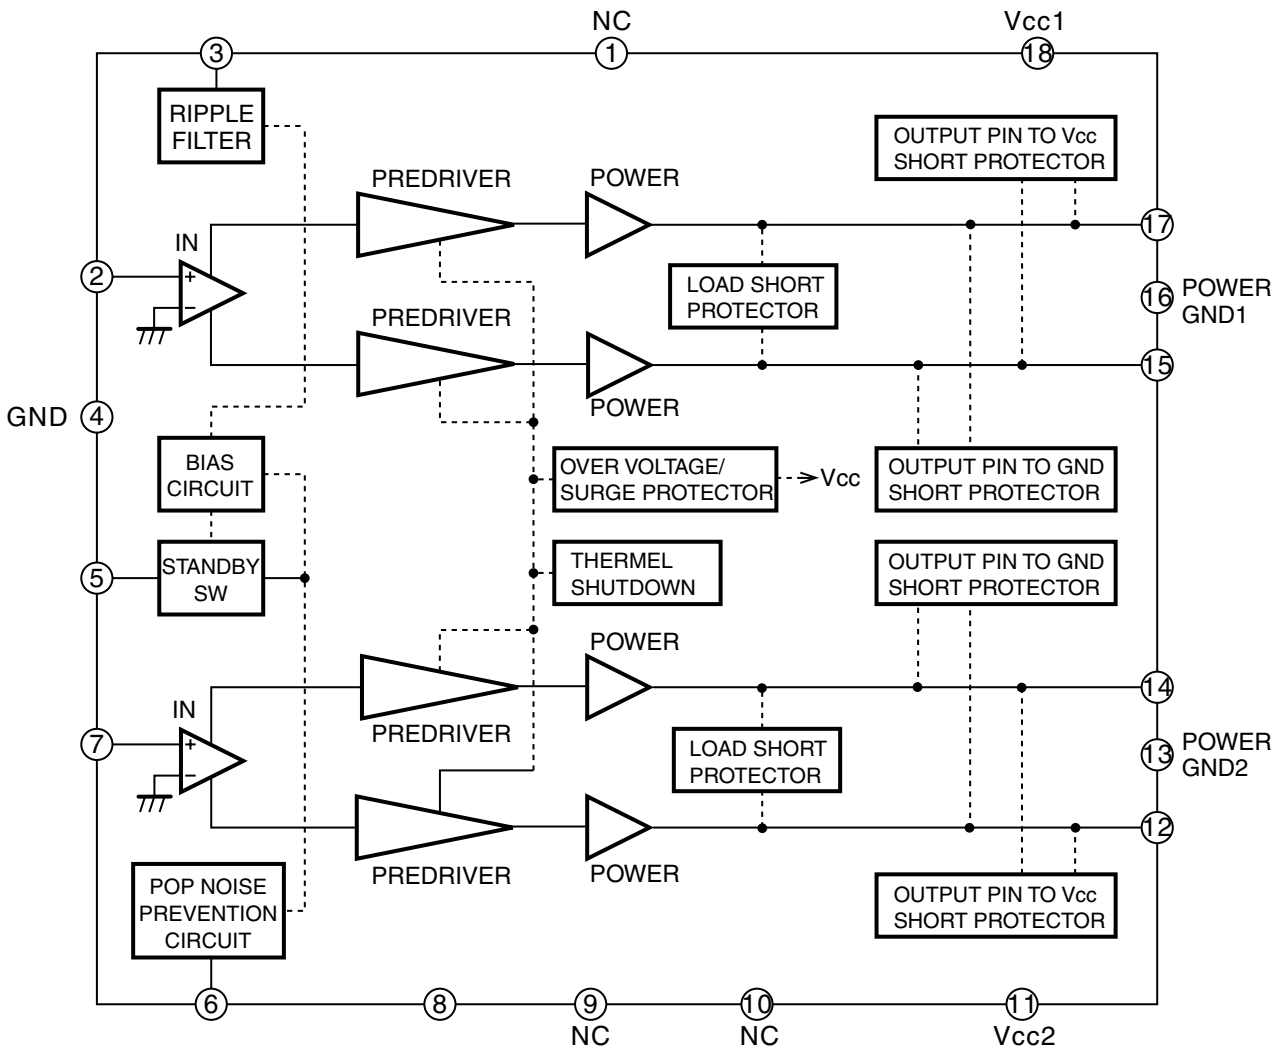 NC
Vcc1
3
1
18
RIPPLE
FILTER
OUTPUT PIN TO Vcc
SHORT PROTECTOR
PREDRIVER
POWER
17
IN
2
+
−
LOAD SHORT
PROTECTOR
16
POWER
GND1
PREDRIVER
15
POWER
GND
4
BIAS
CIRCUIT
OVER VOLTAGE/
SURGE PROTECTOR
Vcc
OUTPUT PIN TO GND
SHORT PROTECTOR
5
STANDBY
SW
THERMEL
SHUTDOWN
OUTPUT PIN TO GND
SHORT PROTECTOR
POWER
14
IN
7
+
−
PREDRIVER
LOAD SHORT
PROTECTOR
13
POWER
GND2
12
PREDRIVER
POWER
POP NOISE
PREVENTION
CIRCUIT
OUTPUT PIN TO Vcc
SHORT PROTECTOR
6
8
9
10
11
NC
NC
Vcc2